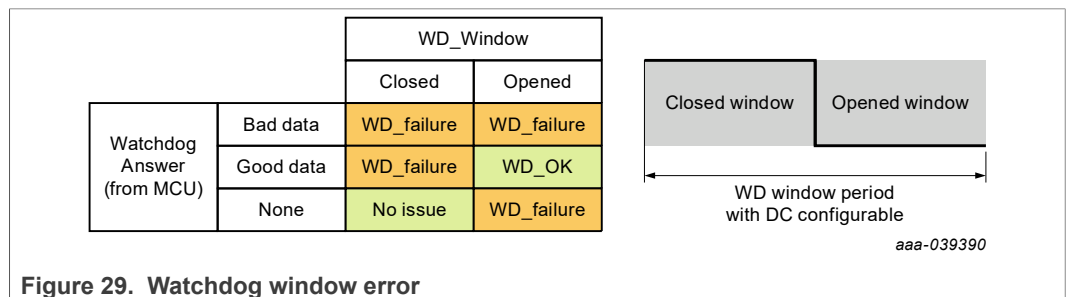 WD_Window
Closed Opened
Watchdog
Answer
(from MCU)
Bad data WD_failure WD_failure
Good data WD_failure WD_OK
None No issue WD_failure
Closed window Opened window
WD window period
with DC configurable
aaa-039390
Figure 29. Watchdog window error